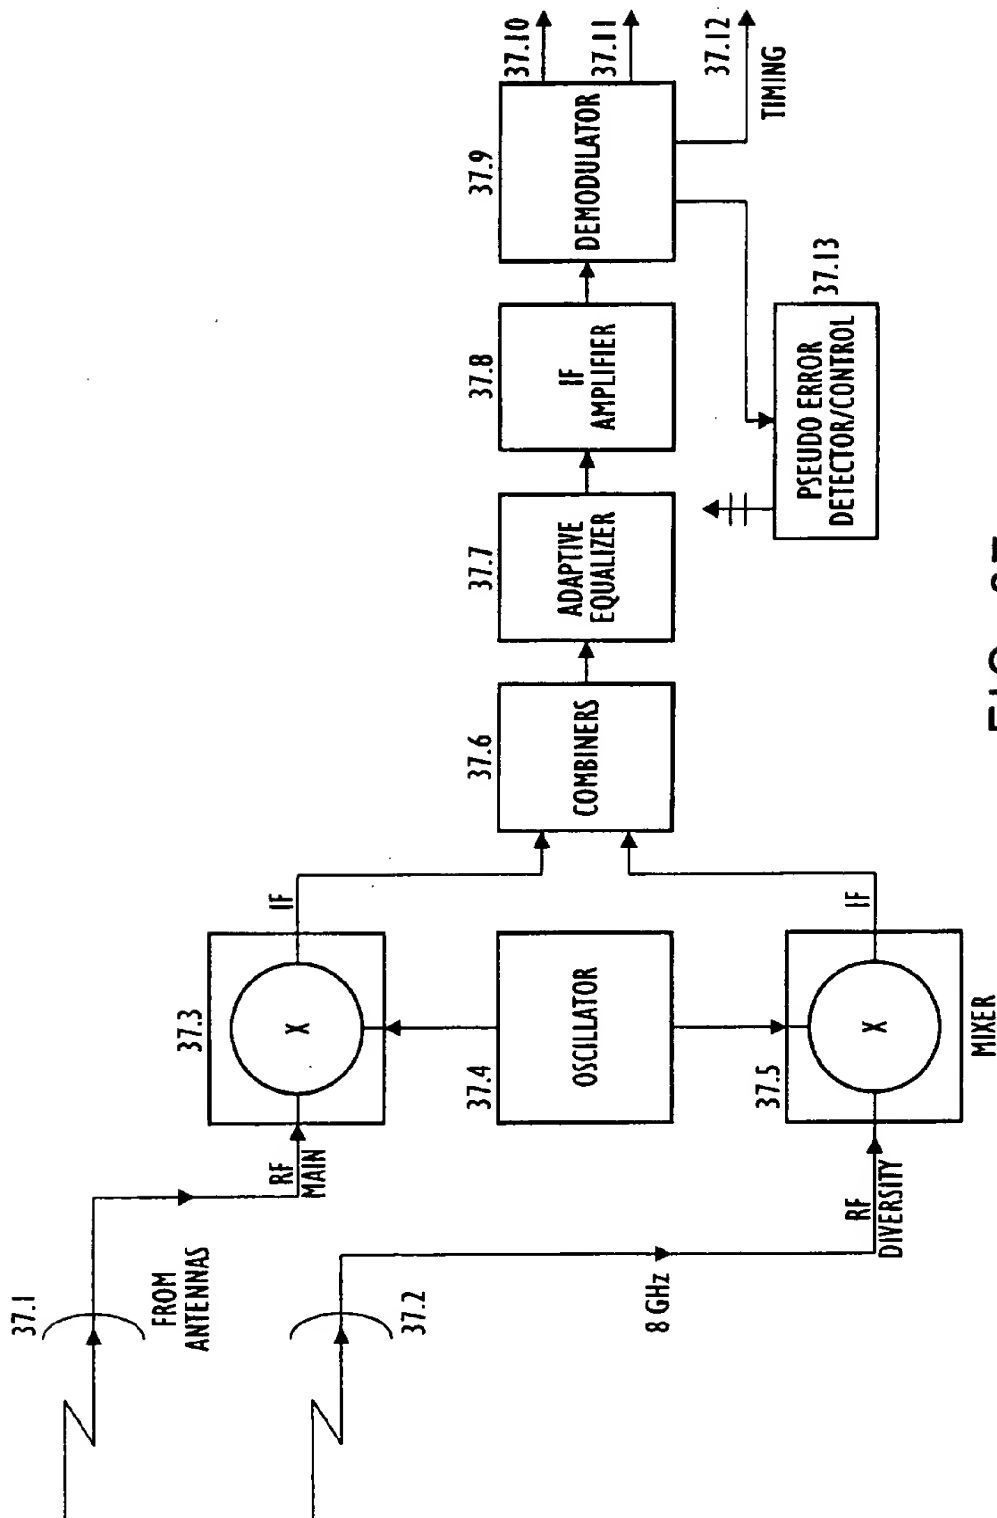 37.1
FROM
ANTENNAS
37.2
8 GHz
RF
MAIN
RF
DIVERSITY
37.3
X
IF
37.4
OSCILLATOR
37.5
X
IF
MIXER
37.6
COMBINERS
37.7
ADAPTIVE
EQUALIZER
37.8
IF
AMPLIFIER
37.9
DEMODULATOR
37.10
37.11
37.12
TIMING
37.13
PSEUDO ERROR
DETECTOR/CONTROL